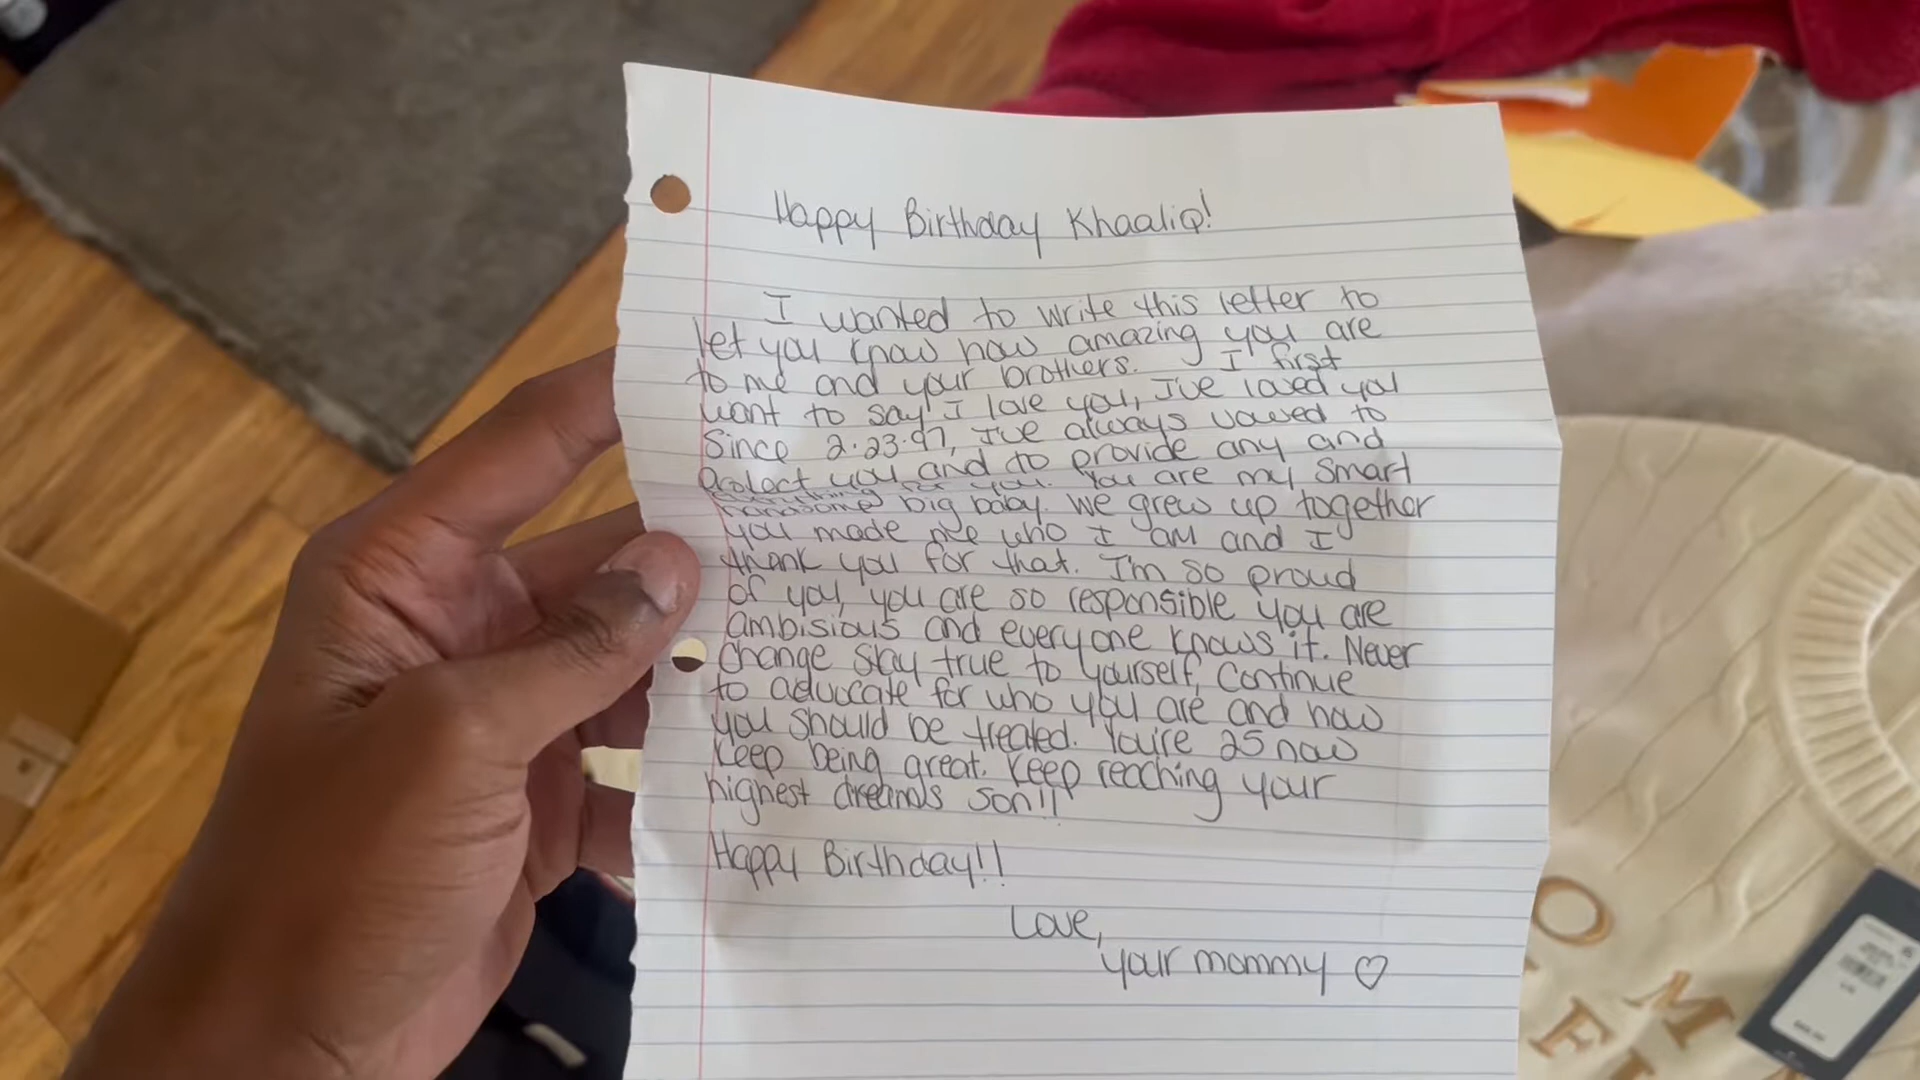 Happy Birthday KhaaliQ!
I wanted to write this letter to
let you know how amazing you are
to me and your brothers. I first
want to say I love you, I've loved you
since 2.23.97, I've always vowed to
protect you and to provide any and
everything for you. You are my smart
handsome big baby. We grew up together
you made me who I am and I
thank you for that. I'm so proud
of you, you are so responsible you are
ambisious and everyone knows it. Never
change stay true to yourself, Continue
to advocate for who you are and how
you should be treated. You're 25 now
keep being great. Keep reaching your
highest dreams son!!
Happy Birthday!!
Love,
your mommy ♡
O
M